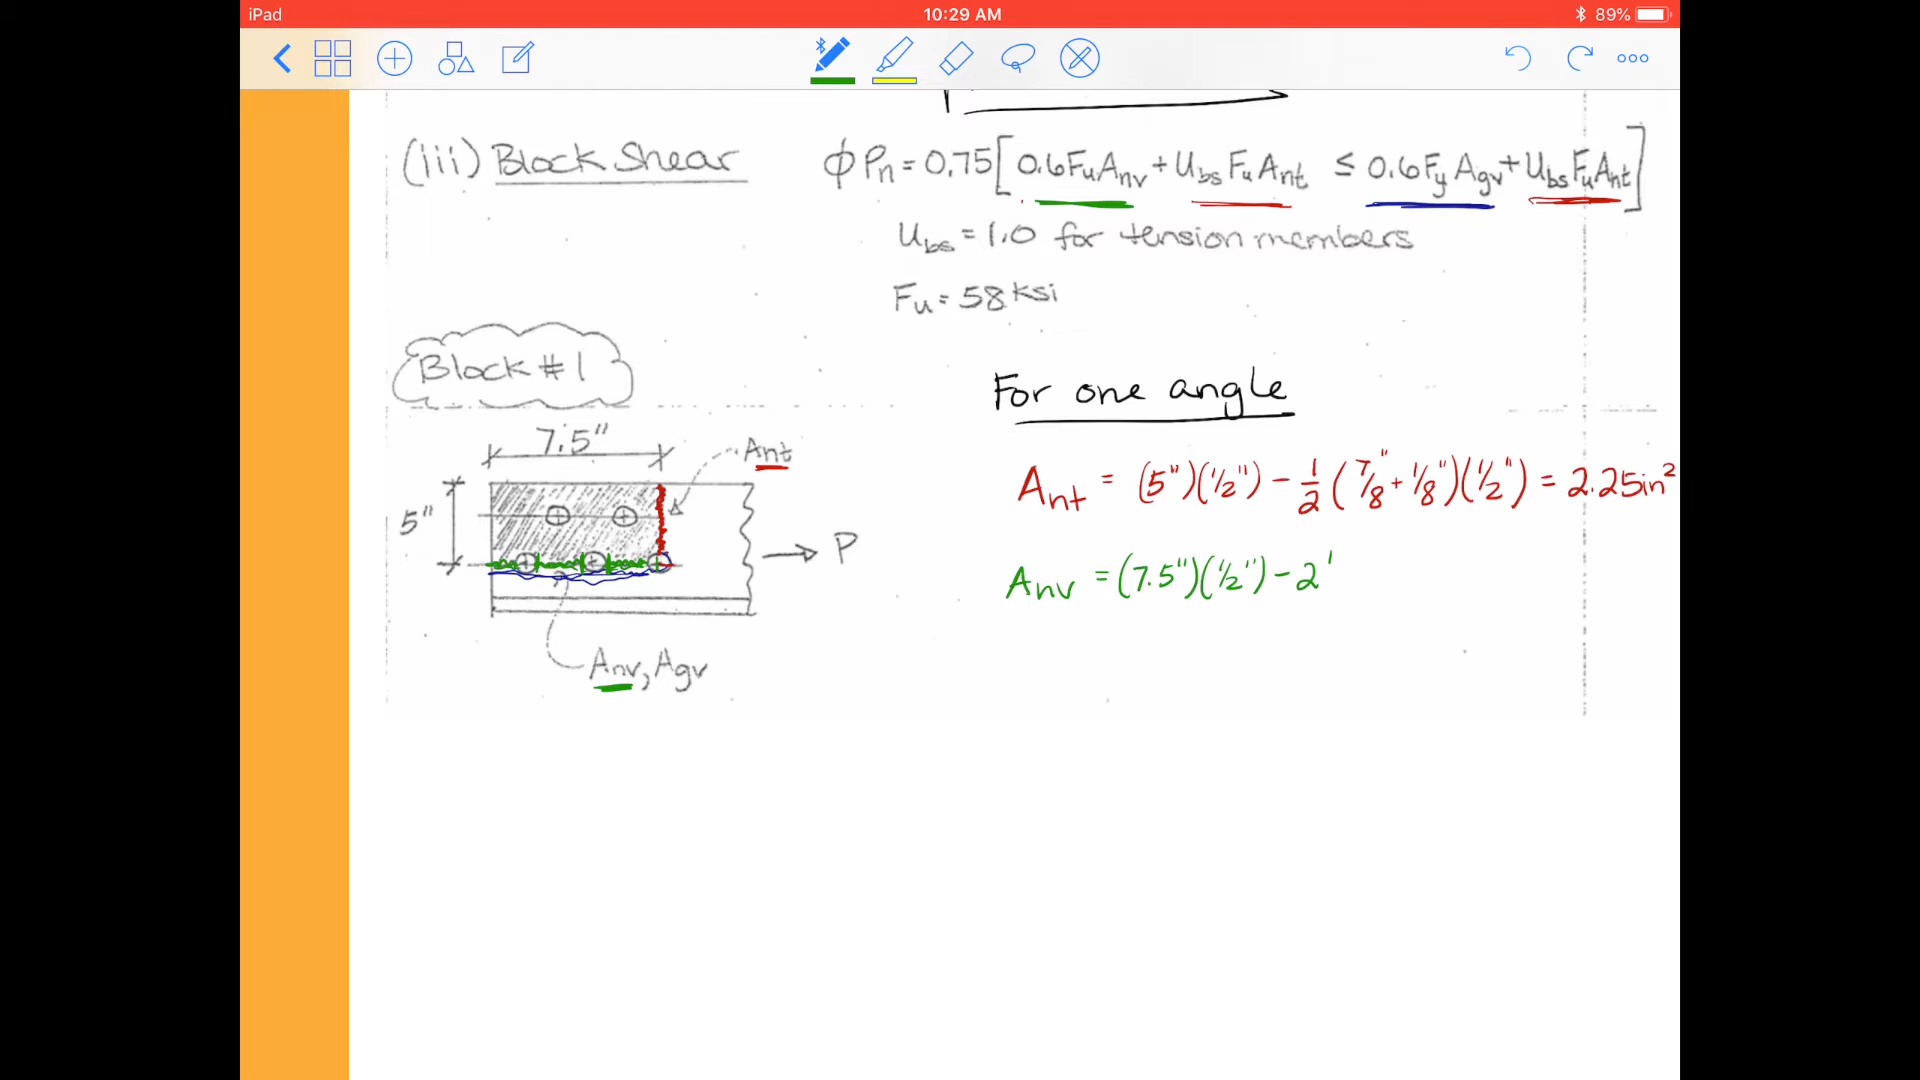 iPad 10:29 AM 89%
(iii) Block Shear φPn = 0.75[0.6FuAnv + UbsFuAnt ≤ 0.6FyAgv + UbsFuAnt]
Ubs = 1.0 for tension members
Fu = 58 ksi
Block #1
For one angle
7.5"
Ant
5"
Ant = (5")(1/2") - 1/2(7/8" + 1/8")(1/2") = 2.25in²
P
Anv = (7.5")(1/2") - 2'
Anv, Agv